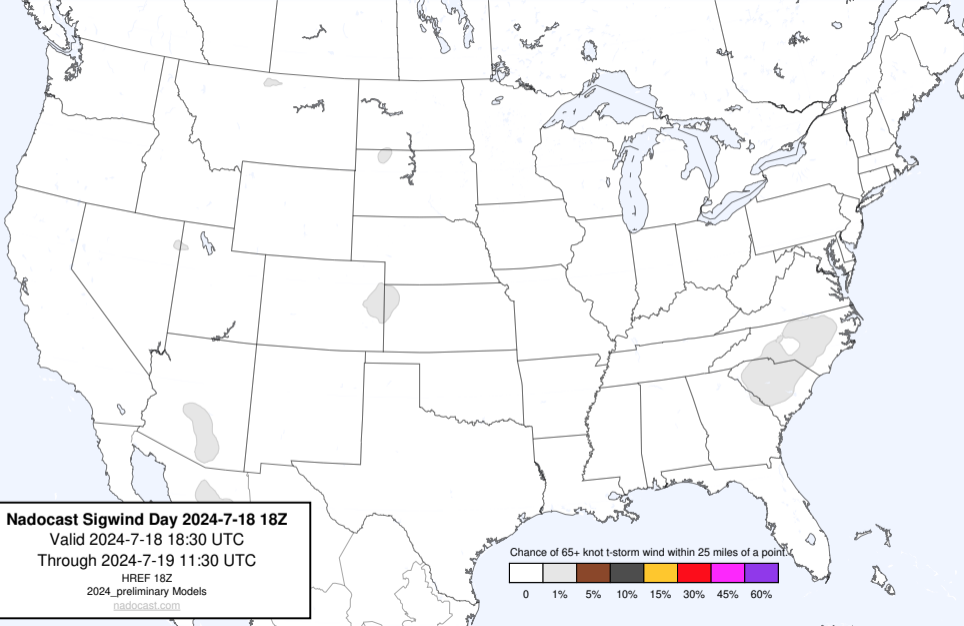 Nadocast Sigwind Day 2024-7-18 18Z
Valid 2024-7-18 18:30 UTC
Through 2024-7-19 11:30 UTC
HREF 18Z
2024_preliminary Models
nadocast.com
Chance of 65+ knot t-storm wind within 25 miles of a point.
0 1% 5% 10% 15% 30% 45% 60%